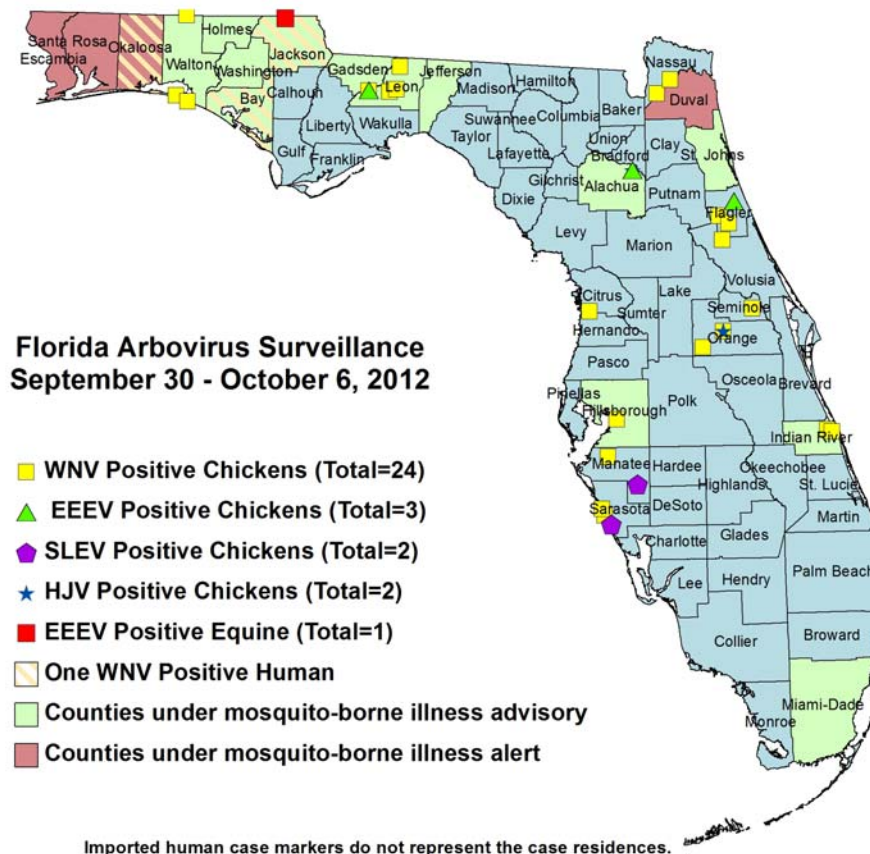 Santa Rosa
Escambia
Okaloosa
Holmes
Walton
Washington
Jackson
Bay
Calhoun
Gulf
Liberty
Franklin
Gadsden
Leon
Wakulla
Jefferson
Madison
Taylor
Hamilton
Suwannee
Lafayette
Columbia
Dixie
Gilchrist
Baker
Union
Bradford
Alachua
Nassau
Duval
Clay
St. Johns
Putnam
Flagler
Levy
Marion
Volusia
Citrus
Sumter
Lake
Seminole
Hernando
Orange
Pasco
Osceola
Brevard
Pinellas
Hillsborough
Polk
Indian River
Manatee
Hardee
Okeechobee
Highlands
St. Lucie
Sarasota
DeSoto
Martin
Charlotte
Glades
Lee
Hendry
Palm Beach
Collier
Broward
Miami-Dade
Monroe
Florida Arbovirus Surveillance
September 30 - October 6, 2012
WNV Positive Chickens (Total=24)
EEEV Positive Chickens (Total=3)
SLEV Positive Chickens (Total=2)
HJV Positive Chickens (Total=2)
EEEV Positive Equine (Total=1)
One WNV Positive Human
Counties under mosquito-borne illness advisory
Counties under mosquito-borne illness alert
Imported human case markers do not represent the case residences.